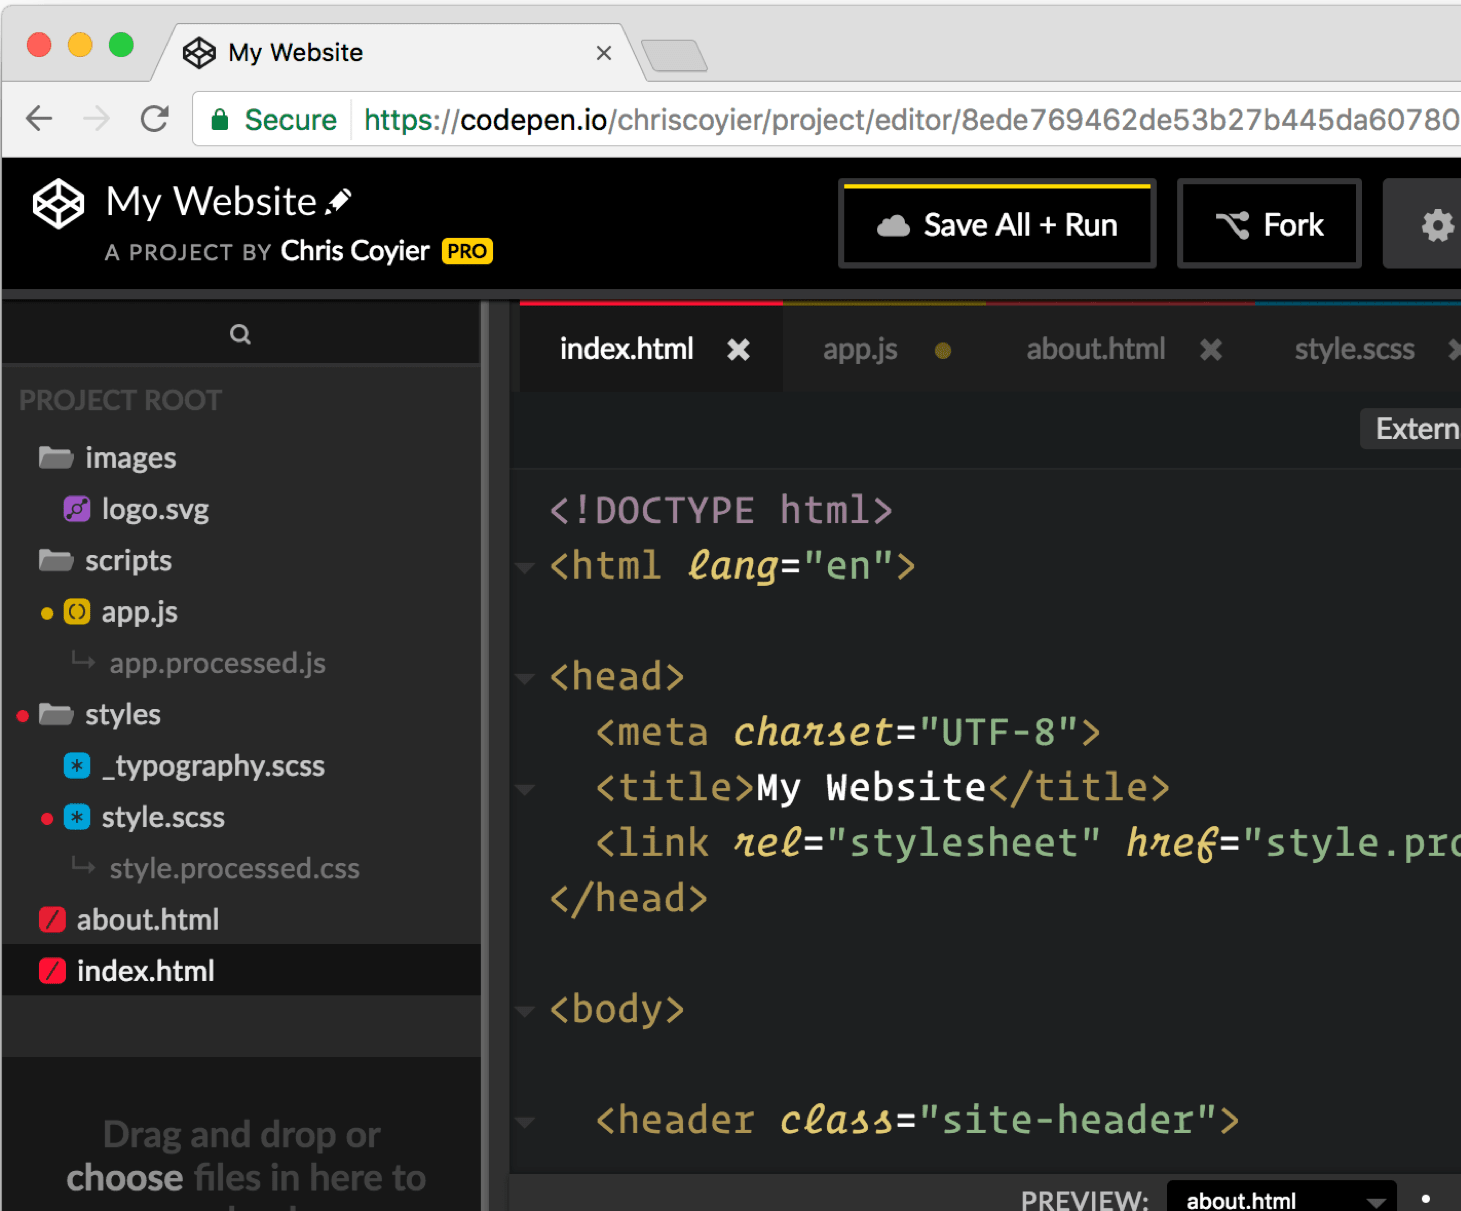 My Website
Secure https://codepen.io/chriscoyier/project/editor/8ede769462de53b27b445da60780
My Website
A PROJECT BY Chris Coyier PRO
Save All + Run
Fork
index.html
app.js
about.html
style.scss
Extern
PROJECT ROOT
images
logo.svg
scripts
app.js
app.processed.js
styles
_typography.scss
style.scss
style.processed.css
about.html
index.html
Drag and drop or
choose files in here to
<!DOCTYPE html>
<html lang="en">
<head>
<meta charset="UTF-8">
<title>My Website</title>
<link rel="stylesheet" href="style.pro
</head>
<body>
<header class="site-header">
PREVIEW: about.html